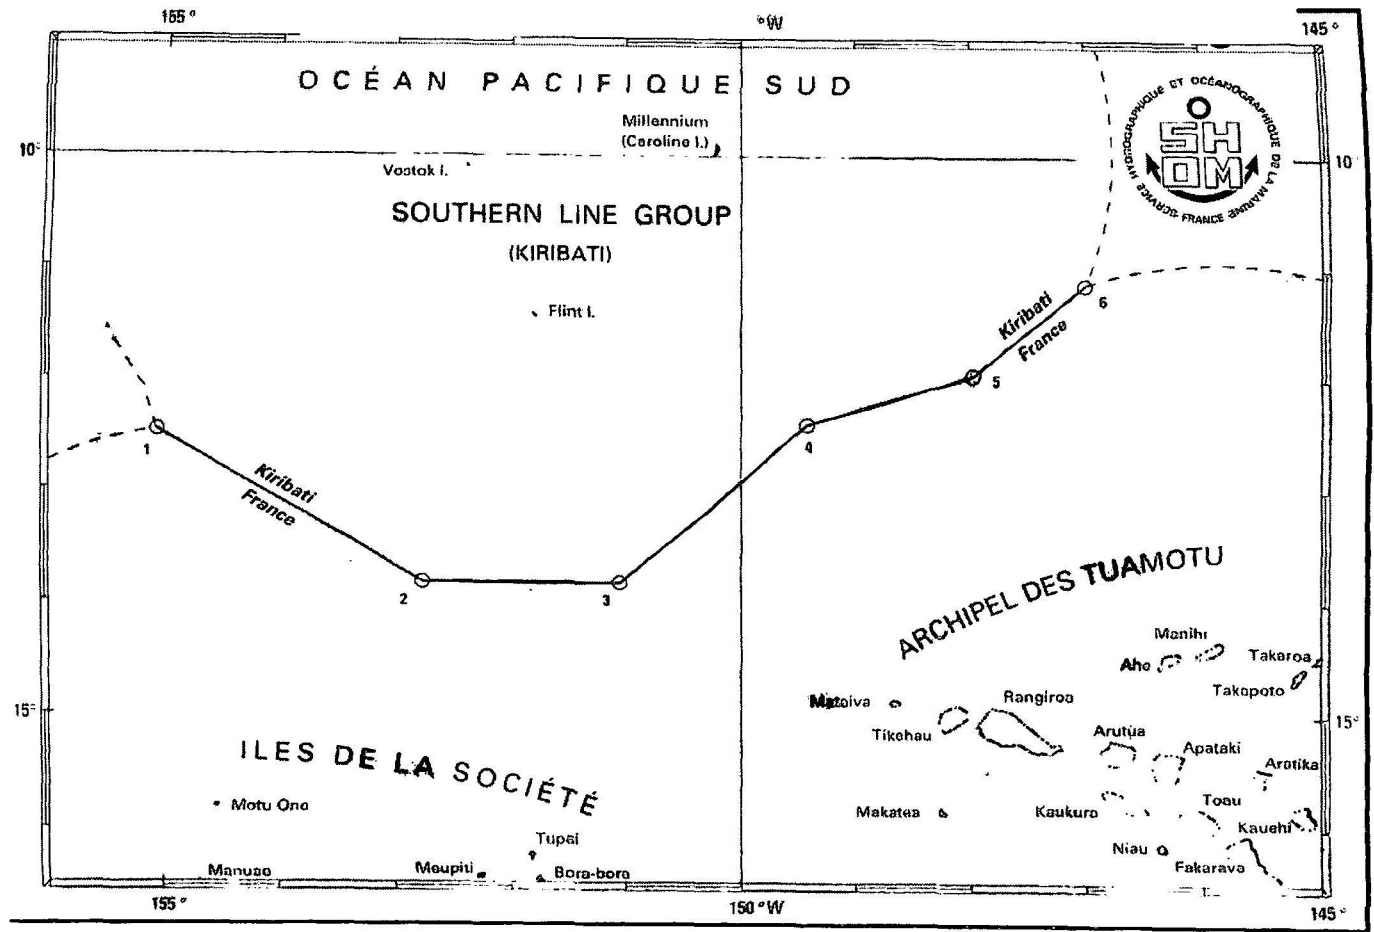 155°
°W
145°
OCÉAN PACIFIQUE SUD
Millennium
(Caroline I.)
10°
10°
Vostok I.
SERVICE HYDROGRAPHIQUE ET OCÉANOGRAPHIQUE DE LA MARINE
SHOM
FRANCE
SOUTHERN LINE GROUP
(KIRIBATI)
Flint I.
Kiribati
France
6
5
1
4
Kiribati
France
2
3
ARCHIPEL DES TUAMOTU
Manihi
Ahe
Takaroa
Takapoto
Mataiva
Rangiroa
15°
15°
Tikehau
Arutua
Apataki
ILES DE LA SOCIÉTÉ
Aratika
Motu One
Makatea
Kaukura
Toau
Kauehi
Tupai
Niau
Manuae
Maupiti
Bora-bora
Fakarava
155°
150°W
145°